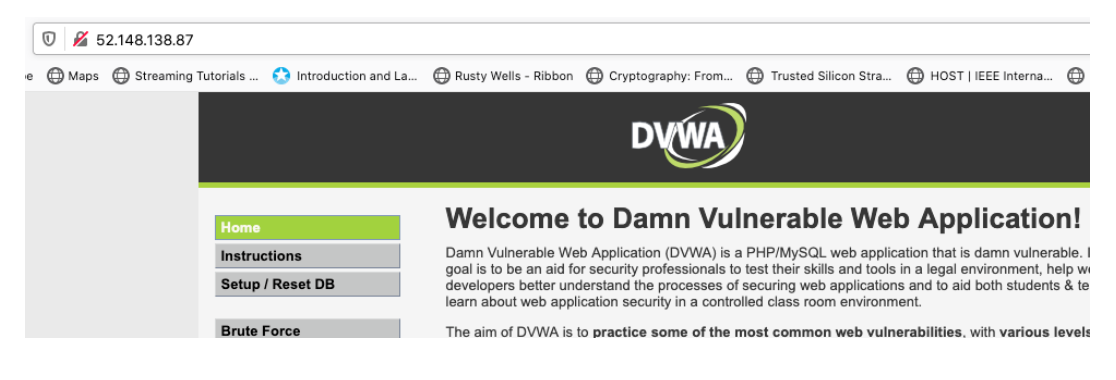 52.148.138.87
e Maps Streaming Tutorials ... Introduction and La... Rusty Wells - Ribbon Cryptography: From... Trusted Silicon Stra... HOST | IEEE Interna...
DVWA
Home
Instructions
Setup / Reset DB
Brute Force
Welcome to Damn Vulnerable Web Application!
Damn Vulnerable Web Application (DVWA) is a PHP/MySQL web application that is damn vulnerable.
goal is to be an aid for security professionals to test their skills and tools in a legal environment, help we
developers better understand the processes of securing web applications and to aid both students & te
learn about web application security in a controlled class room environment.
The aim of DVWA is to practice some of the most common web vulnerabilities, with various levels